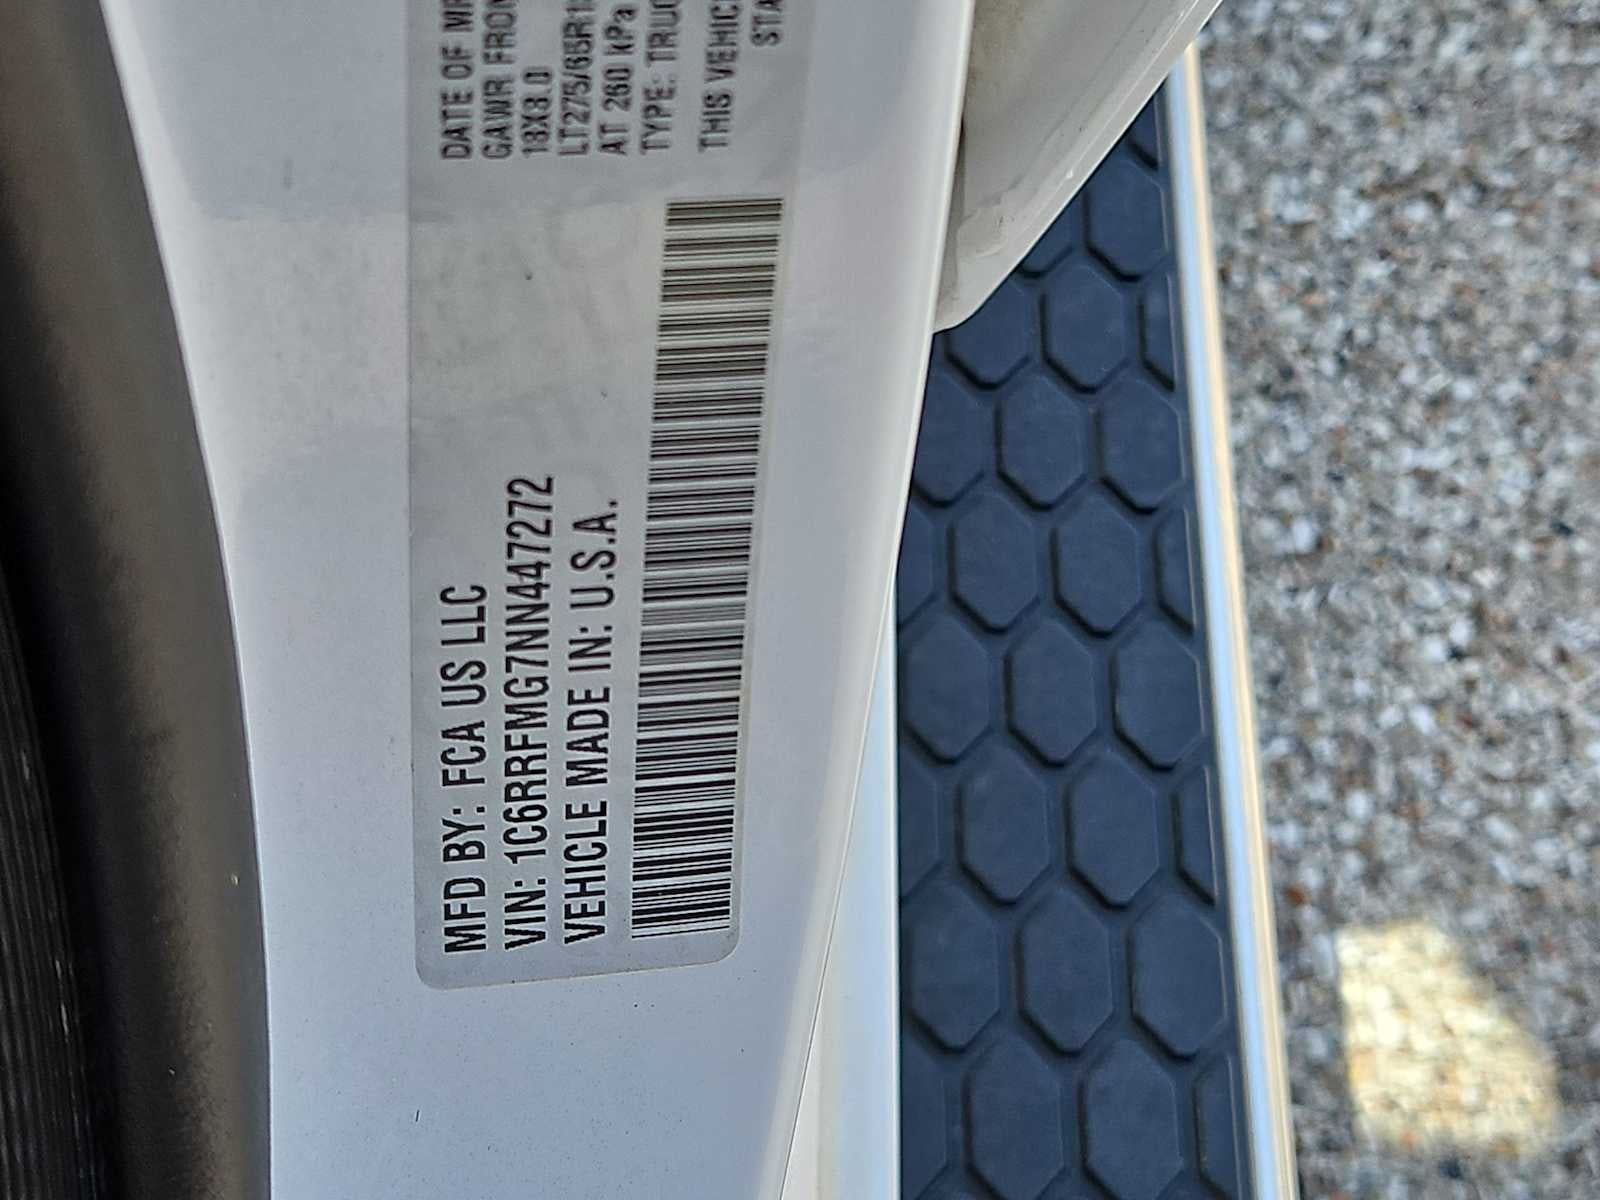 MFD BY: FCA US LLC
VIN: 1C6RRFMG7NN447272
VEHICLE MADE IN: U.S.A.
DATE OF
GAWR FRON
18X8.0
LT275/65R1
AT 260 kPa
TYPE: TRUC
THIS VEHIC
STA